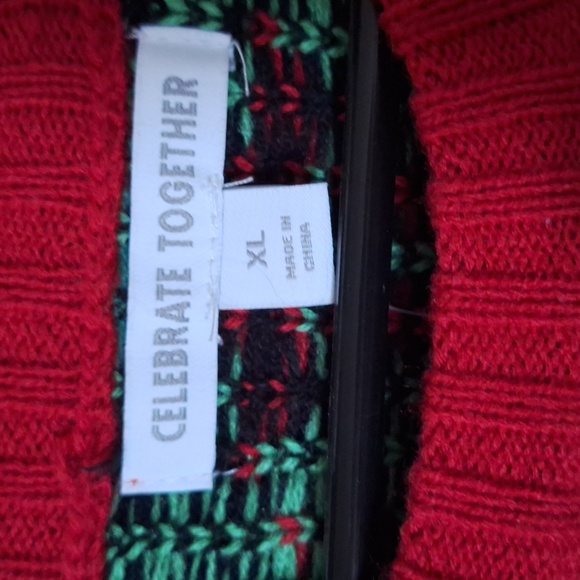 CELEBRATE TOGETHER
XL
MADE IN
CHINA